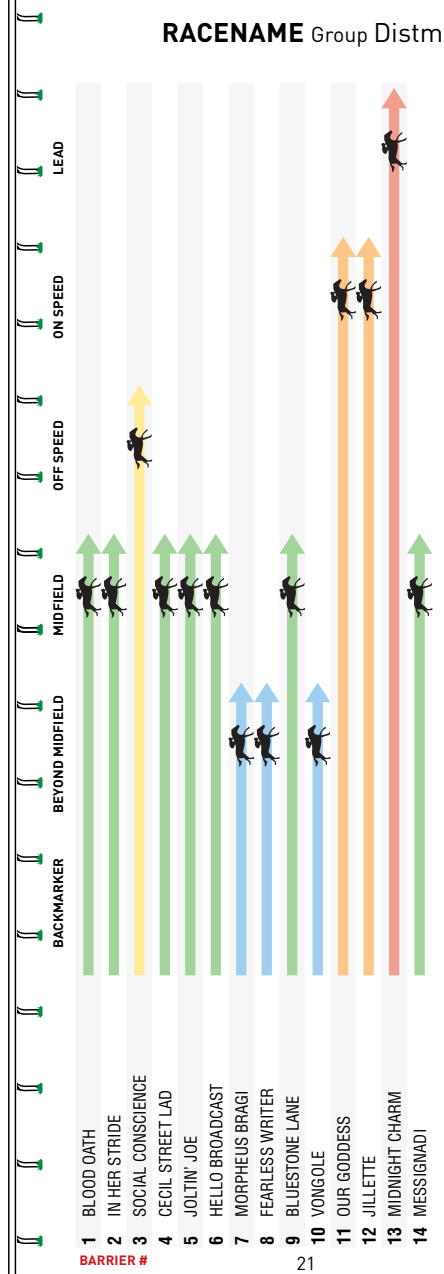 RACENAME Group Distm
LEAD
ON SPEED
OFF SPEED
MIDFIELD
BEYOND MIDFIELD
BACKMARKER
1 BLOOD OATH
2 IN HER STRIDE
3 SOCIAL CONSCIENCE
4 CECIL STREET LAD
5 JOLTIN' JOE
6 HELLO BROADCAST
7 MORPHEUS BRAGI
8 FEARLESS WRITER
9 BLUESTONE LANE
10 VONGOLE
11 OUR GODDESS
12 JILLETTE
13 MIDNIGHT CHARM
14 MESSIGNADI
BARRIER #
21